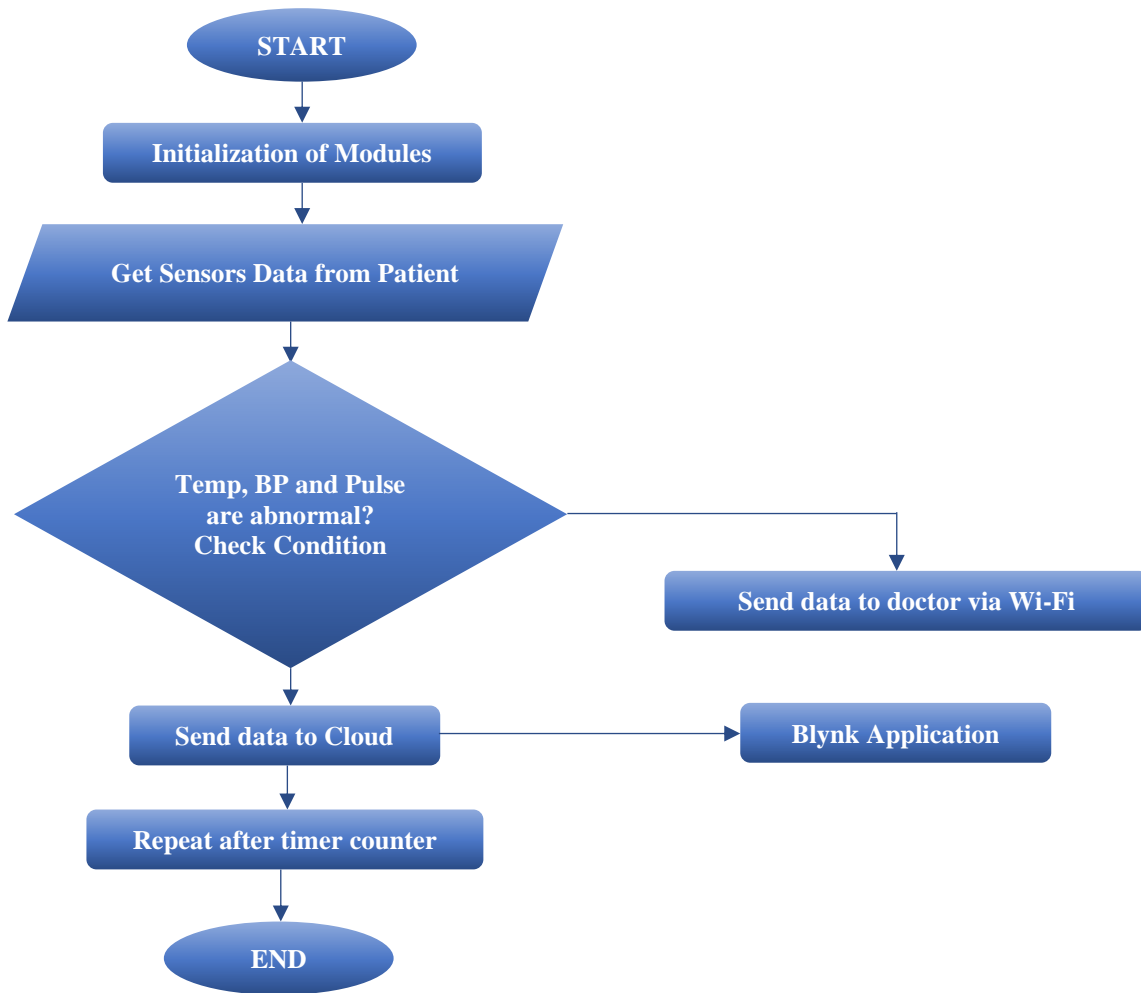 START
Initialization of Modules
Get Sensors Data from Patient
Temp, BP and Pulse
are abnormal?
Check Condition
Send data to doctor via Wi-Fi
Send data to Cloud
Blynk Application
Repeat after timer counter
END